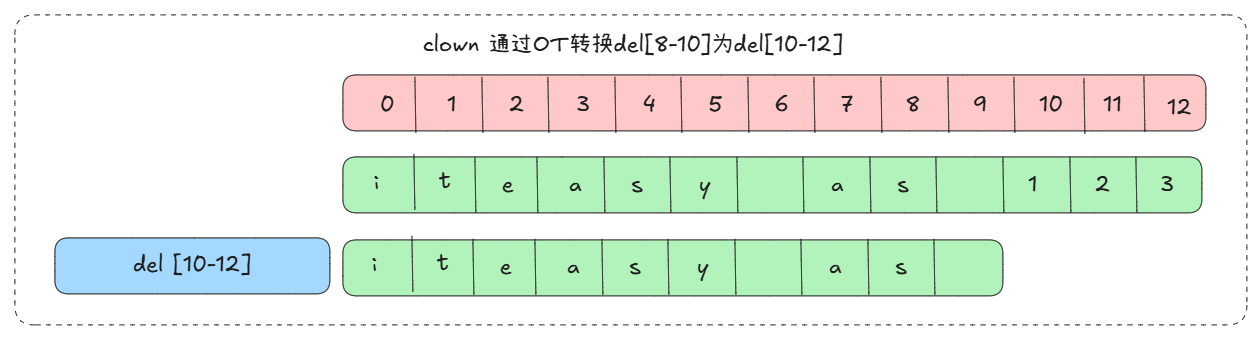 clown 通过OT转换del[8-10]为del[10-12]
0 1 2 3 4 5 6 7 8 9 10 11 12
i t e a s y a s 1 2 3
del [10-12] i t e a s y a s